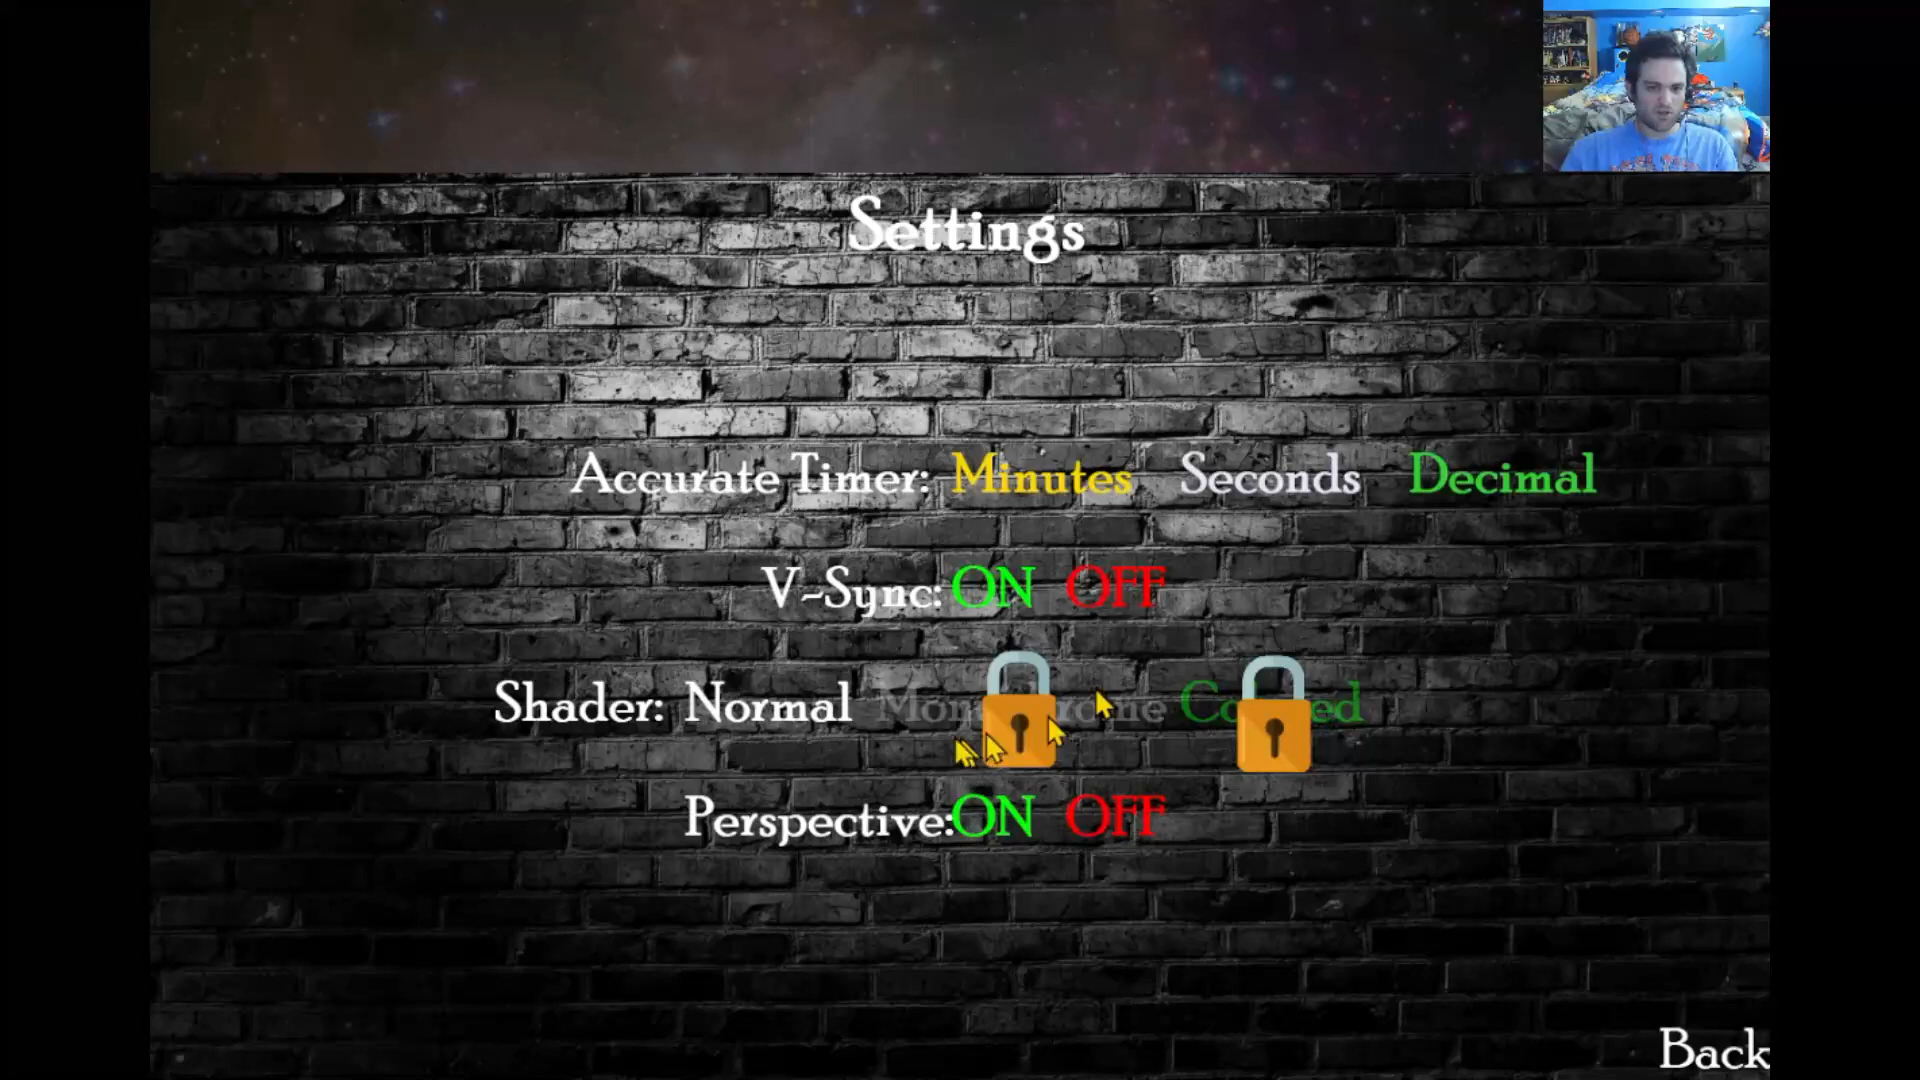 Settings
Accurate Timer: Minutes Seconds Decimal
V-Sync: ON OFF
Shader: Normal
Perspective: ON OFF
Back